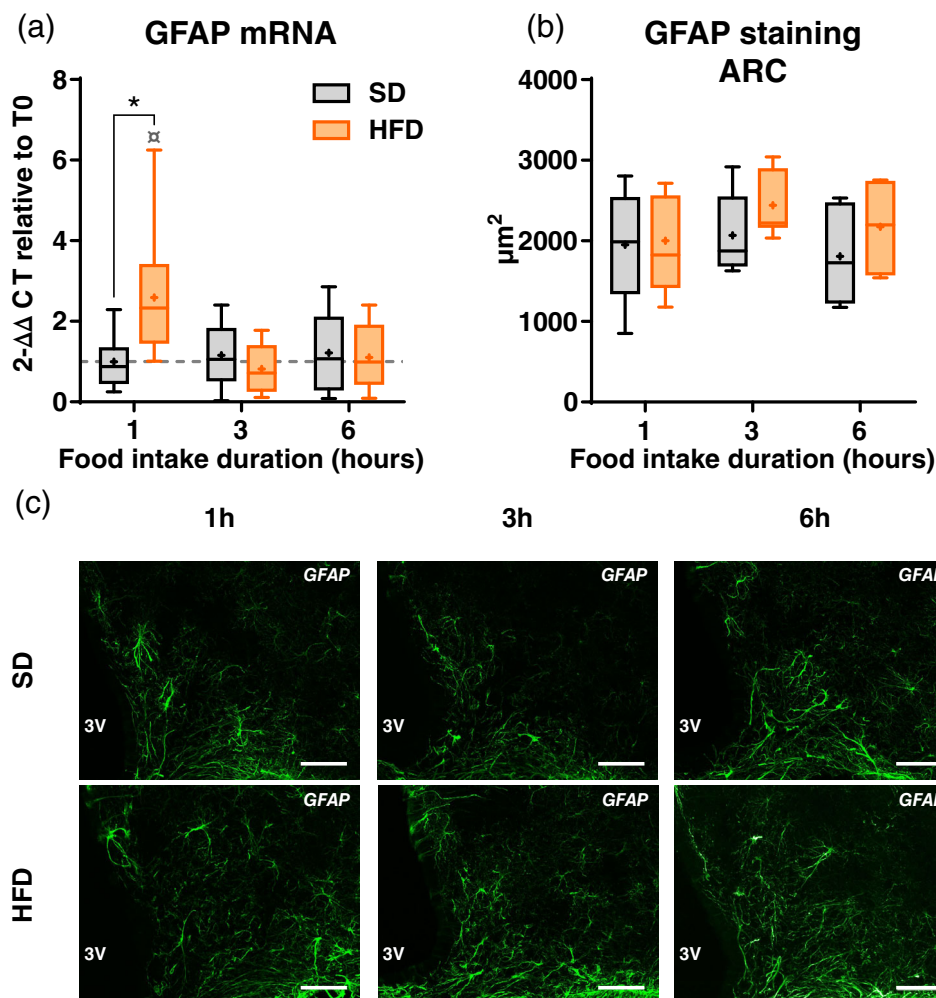 (a)
GFAP mRNA
2-ΔΔ C T relative to T0
8
6
4
2
0
*
¤
SD
HFD
1
3
6
Food intake duration (hours)
(b)
GFAP staining
ARC
µm²
4000
3000
2000
1000
0
1
3
6
Food intake duration (hours)
(c)
1h
3h
6h
SD
GFAP
3V
GFAP
3V
GFAP
3V
HFD
GFAP
3V
GFAP
3V
GFAP
3V